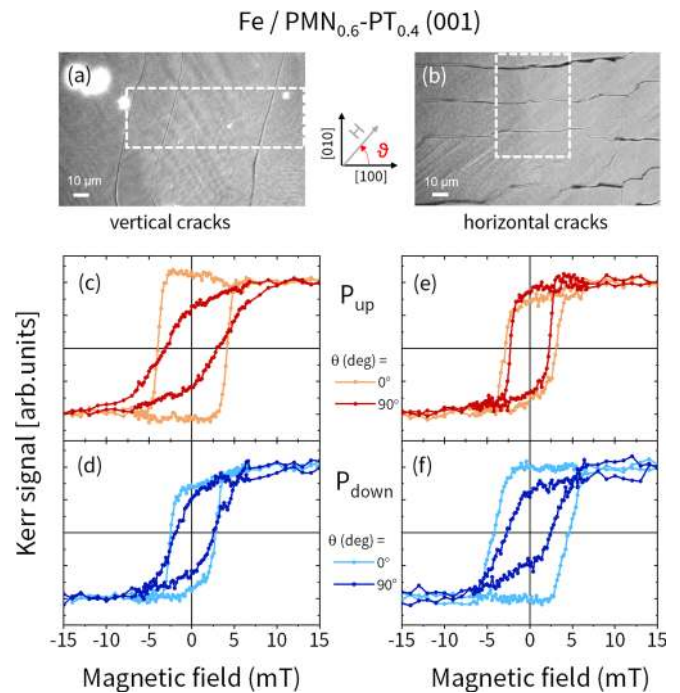 Fe / PMN0.6-PT0.4 (001)
(a)
10 µm
vertical cracks
[010]
H
ϑ
[100]
(b)
10 µm
horizontal cracks
Kerr signal [arb.units]
(c)
Pup
θ (deg) =
0°
90°
(e)
(d)
Pdown
θ (deg) =
0°
90°
(f)
-15 -10 -5 0 5 10 15
-15 -10 -5 0 5 10 15
Magnetic field (mT)
Magnetic field (mT)